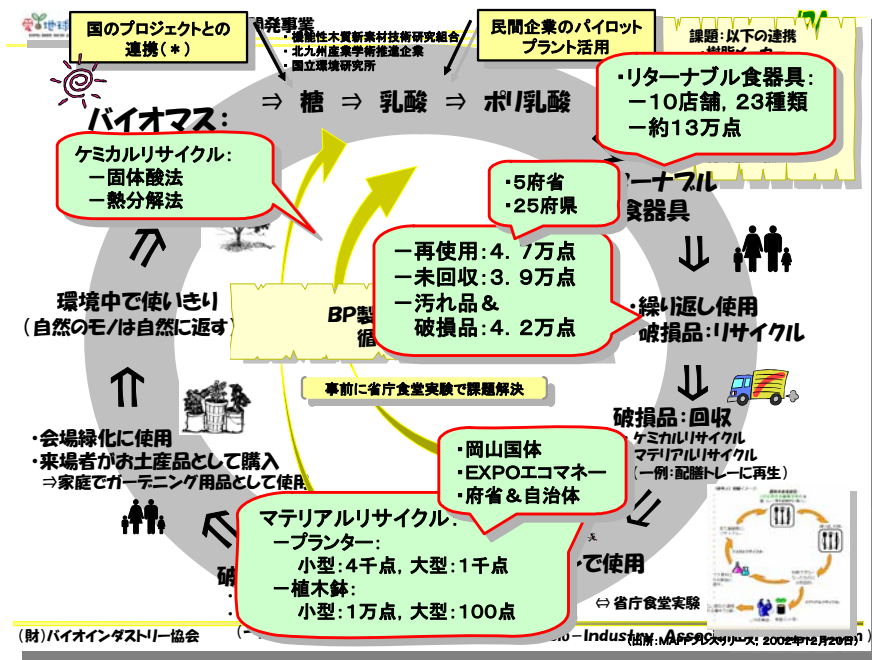 愛・地球
国のプロジェクトとの
連携(*)
開発事業
・機能性木質新素材技術研究組合
・北九州産業学術推進企業
・国立環境研究所
民間企業のパイロット
プラント活用
課題:以下の連携
・リターナブル食器具:
－10店舗,23種類
－約13万点
⇒ 糖 ⇒ 乳酸 ⇒ ポリ乳酸
バイオマス:
ケミカルリサイクル:
－固体酸法
－熱分解法
・5府省
・25府県
ターナブル
食器具
－再使用:4.7万点
－未回収:3.9万点
－汚れ品&
破損品:4.2万点
環境中で使いきり
(自然のモノは自然に返す)
BP製
循
・繰り返し使用
・破損品:リサイクル
事前に省庁食堂実験で課題解決
破損品:回収
・ケミカルリサイクル
マテリアルリサイクル
(一例:配膳トレーに再生)
・会場緑化に使用
・来場者がお土産品として購入
⇒家庭でガーデニング用品として使用
・岡山国体
・EXPOエコマネー
・府省&自治体
マテリアルリサイクル:
－プランター:
小型:4千点,大型:1千点
－植木鉢:
小型:1万点,大型:100点
破
ンで使用
⇔省庁食堂実験
(財)バイオインダストリー協会
io-Industry Associa
(出所:MAFFプレスリリース, 2002年12月20日)